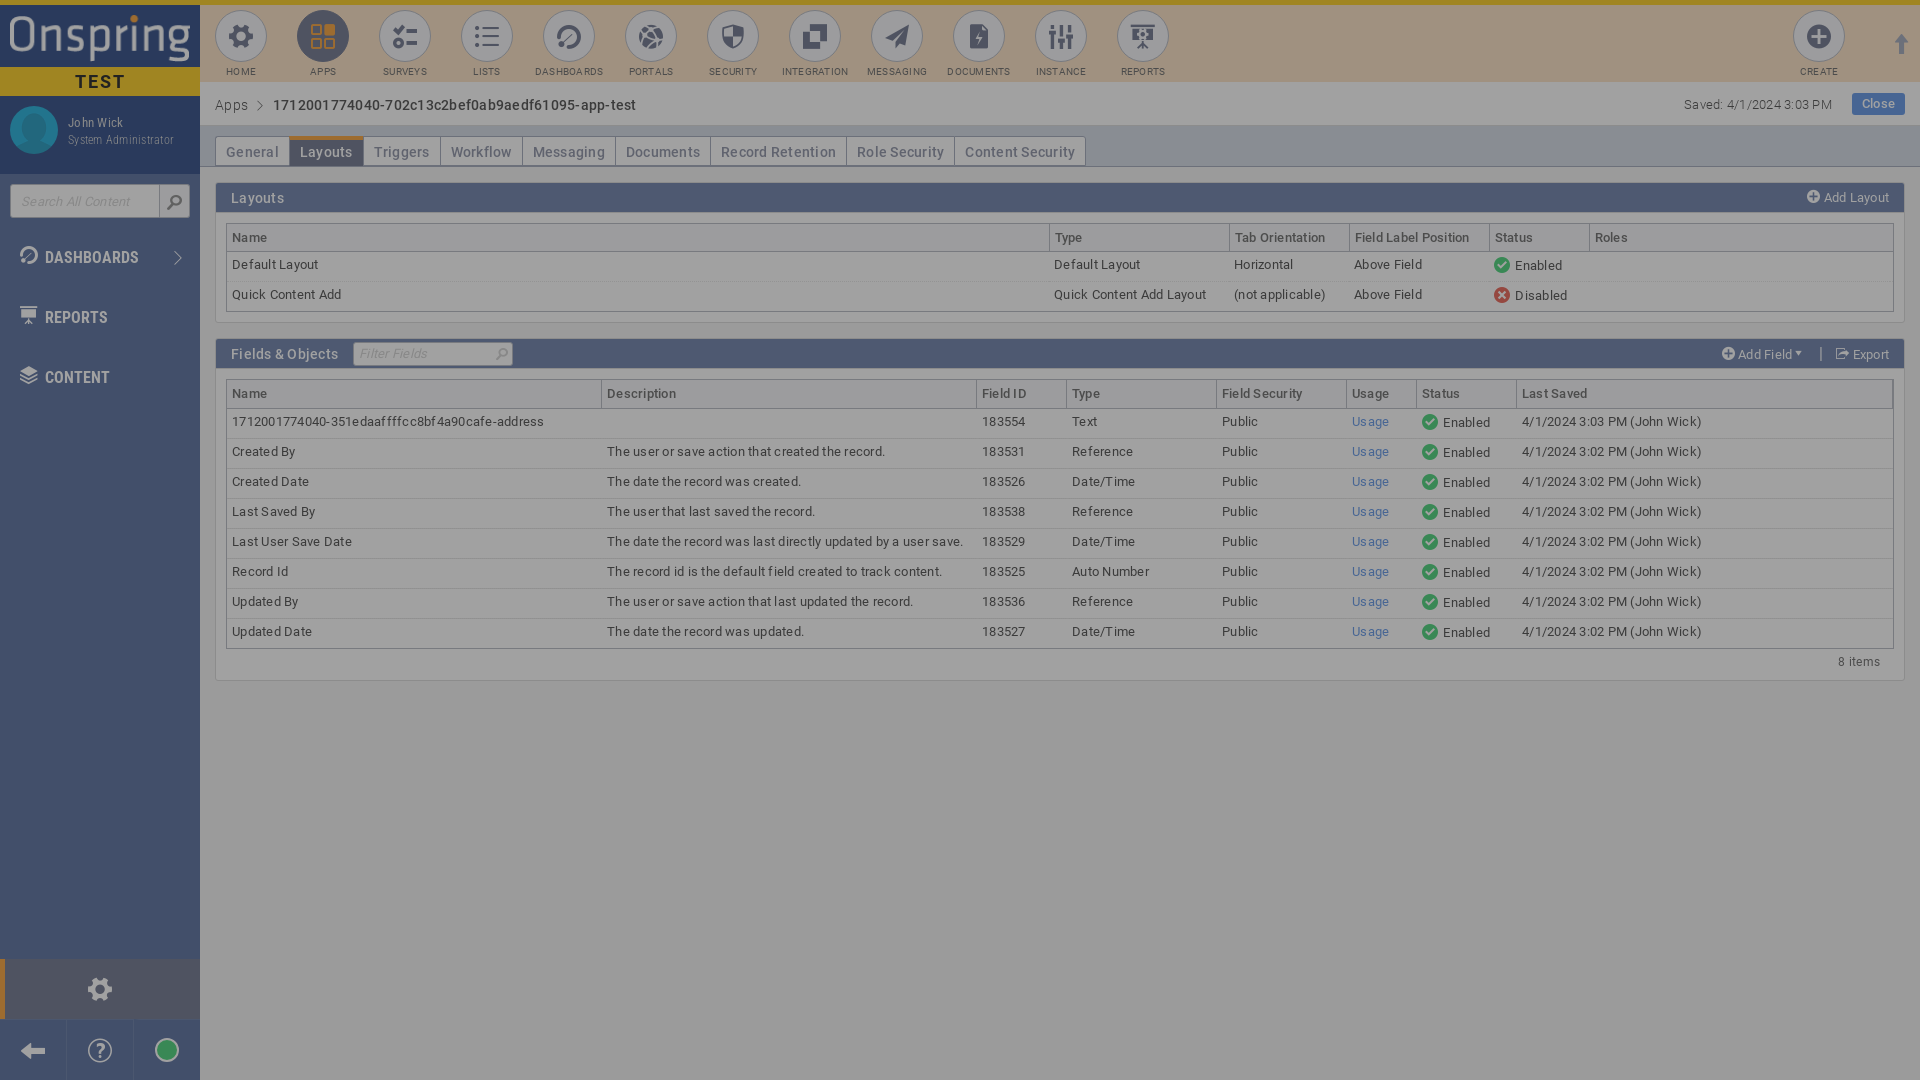 Onspring
TEST
John Wick
System Administrator
Search All Content
DASHBOARDS
REPORTS
CONTENT
HOME
APPS
SURVEYS
LISTS
DASHBOARDS
PORTALS
SECURITY
INTEGRATION
MESSAGING
DOCUMENTS
INSTANCE
REPORTS
CREATE
Apps 1712001774040-702c13c2bef0ab9aedf61095-app-test
Saved: 4/1/2024 3:03 PM Close
General Layouts Triggers Workflow Messaging Documents Record Retention Role Security Content Security
Layouts Add Layout
Name Type Tab Orientation Field Label Position Status Roles
Default Layout Default Layout Horizontal Above Field Enabled
Quick Content Add Quick Content Add Layout (not applicable) Above Field Disabled
Fields & Objects Filter Fields Add Field | Export
Name Description Field ID Type Field Security Usage Status Last Saved
1712001774040-351edaaffffcc8bf4a90cafe-address 183554 Text Public Usage Enabled 4/1/2024 3:03 PM (John Wick)
Created By The user or save action that created the record. 183531 Reference Public Usage Enabled 4/1/2024 3:02 PM (John Wick)
Created Date The date the record was created. 183526 Date/Time Public Usage Enabled 4/1/2024 3:02 PM (John Wick)
Last Saved By The user that last saved the record. 183538 Reference Public Usage Enabled 4/1/2024 3:02 PM (John Wick)
Last User Save Date The date the record was last directly updated by a user save. 183529 Date/Time Public Usage Enabled 4/1/2024 3:02 PM (John Wick)
Record Id The record id is the default field created to track content. 183525 Auto Number Public Usage Enabled 4/1/2024 3:02 PM (John Wick)
Updated By The user or save action that last updated the record. 183536 Reference Public Usage Enabled 4/1/2024 3:02 PM (John Wick)
Updated Date The date the record was updated. 183527 Date/Time Public Usage Enabled 4/1/2024 3:02 PM (John Wick)
8 items